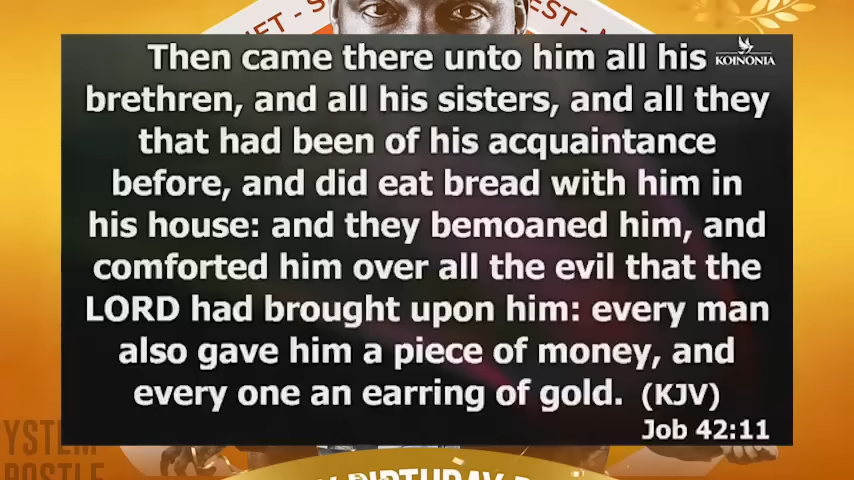 Then came there unto him all his
KOINONIA
brethren, and all his sisters, and all they
that had been of his acquaintance
before, and did eat bread with him in
his house: and they bemoaned him, and
comforted him over all the evil that the
LORD had brought upon him: every man
also gave him a piece of money, and
every one an earring of gold. (KJV)
Job 42:11